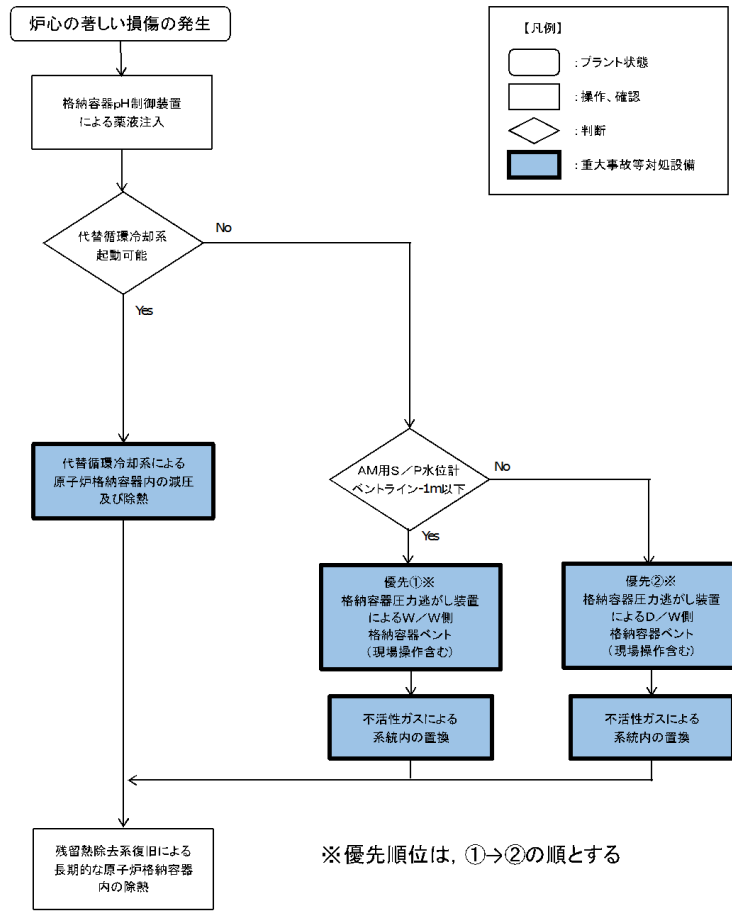 炉心の著しい損傷の発生
【凡例】
：プラント状態
：操作、確認
：判断
：重大事故等対処設備
格納容器pH制御装置
による薬液注入
代替循環冷却系
起動可能
No
Yes
代替循環冷却系による
原子炉格納容器内の減圧
及び除熱
AM用S／P水位計
ベントライン-1m以下
No
Yes
優先①※
格納容器圧力逃がし装置
によるW／W側
格納容器ベント
（現場操作含む）
優先②※
格納容器圧力逃がし装置
によるD／W側
格納容器ベント
（現場操作含む）
不活性ガスによる
系統内の置換
不活性ガスによる
系統内の置換
残留熱除去系復旧による
長期的な原子炉格納容器
内の除熱
※優先順位は，①→②の順とする